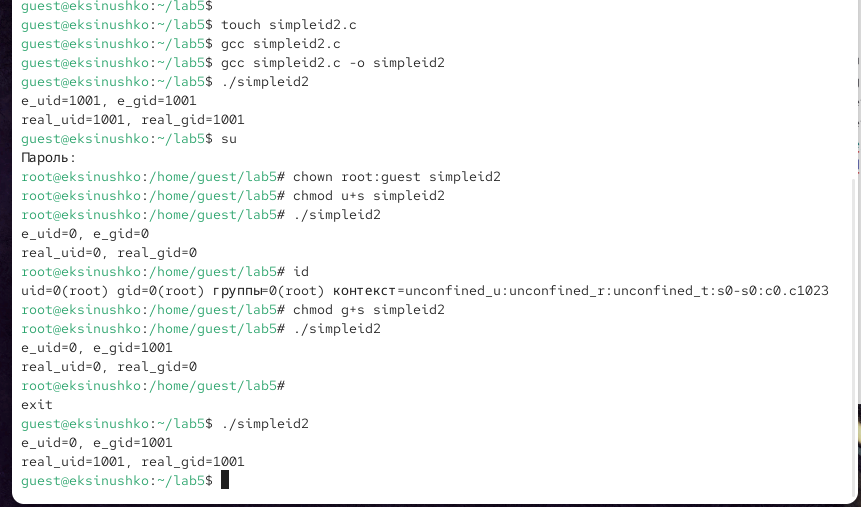 guest@eksinushko:~/lab5$
guest@eksinushko:~/lab5$ touch simpleid2.c
guest@eksinushko:~/lab5$ gcc simpleid2.c
guest@eksinushko:~/lab5$ gcc simpleid2.c -o simpleid2
guest@eksinushko:~/lab5$ ./simpleid2
e_uid=1001, e_gid=1001
real_uid=1001, real_gid=1001
guest@eksinushko:~/lab5$ su
Пароль:
root@eksinushko:/home/guest/lab5# chown root:guest simpleid2
root@eksinushko:/home/guest/lab5# chmod u+s simpleid2
root@eksinushko:/home/guest/lab5# ./simpleid2
e_uid=0, e_gid=0
real_uid=0, real_gid=0
root@eksinushko:/home/guest/lab5# id
uid=0(root) gid=0(root) группы=0(root) контекст=unconfined_u:unconfined_r:unconfined_t:s0-s0:c0.c1023
root@eksinushko:/home/guest/lab5# chmod g+s simpleid2
root@eksinushko:/home/guest/lab5# ./simpleid2
e_uid=0, e_gid=1001
real_uid=0, real_gid=0
root@eksinushko:/home/guest/lab5#
exit
guest@eksinushko:~/lab5$ ./simpleid2
e_uid=0, e_gid=1001
real_uid=1001, real_gid=1001
guest@eksinushko:~/lab5$